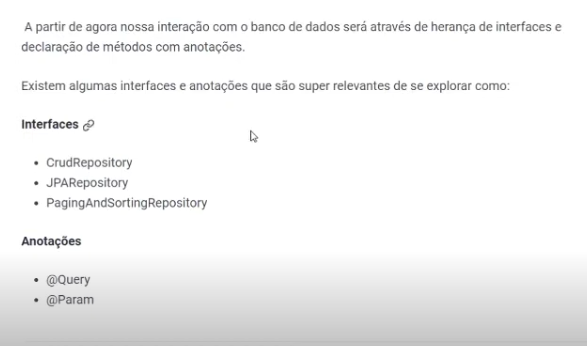 A partir de agora nossa interação com o banco de dados será através de herança de interfaces e
declaração de métodos com anotações.
Existem algumas interfaces e anotações que são super relevantes de se explorar como:
Interfaces
• CrudRepository
• JPARepository
• PagingAndSortingRepository
Anotações
• @Query
• @Param